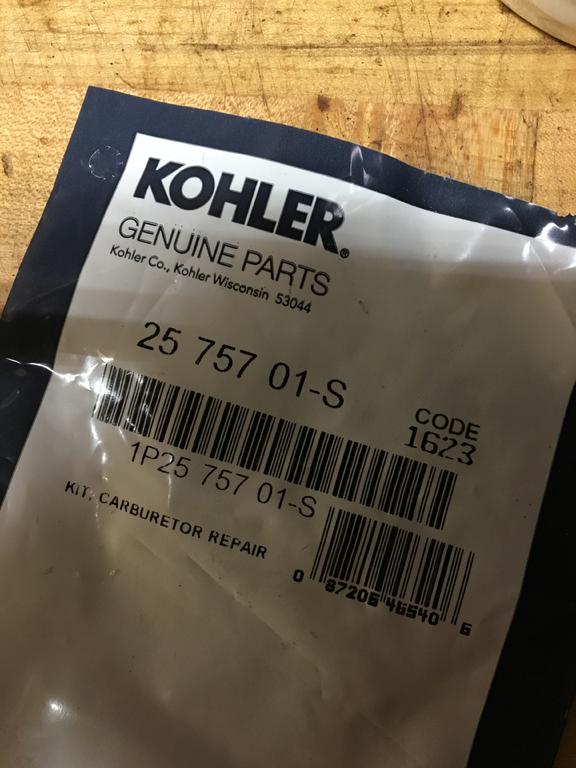 KOHLER®
GENUINE PARTS
Kohler Co., Kohler Wisconsin 53044
25 757 01-S
CODE
1623
1P25 757 01-S
KIT, CARBURETOR REPAIR
0 87206 46540 6